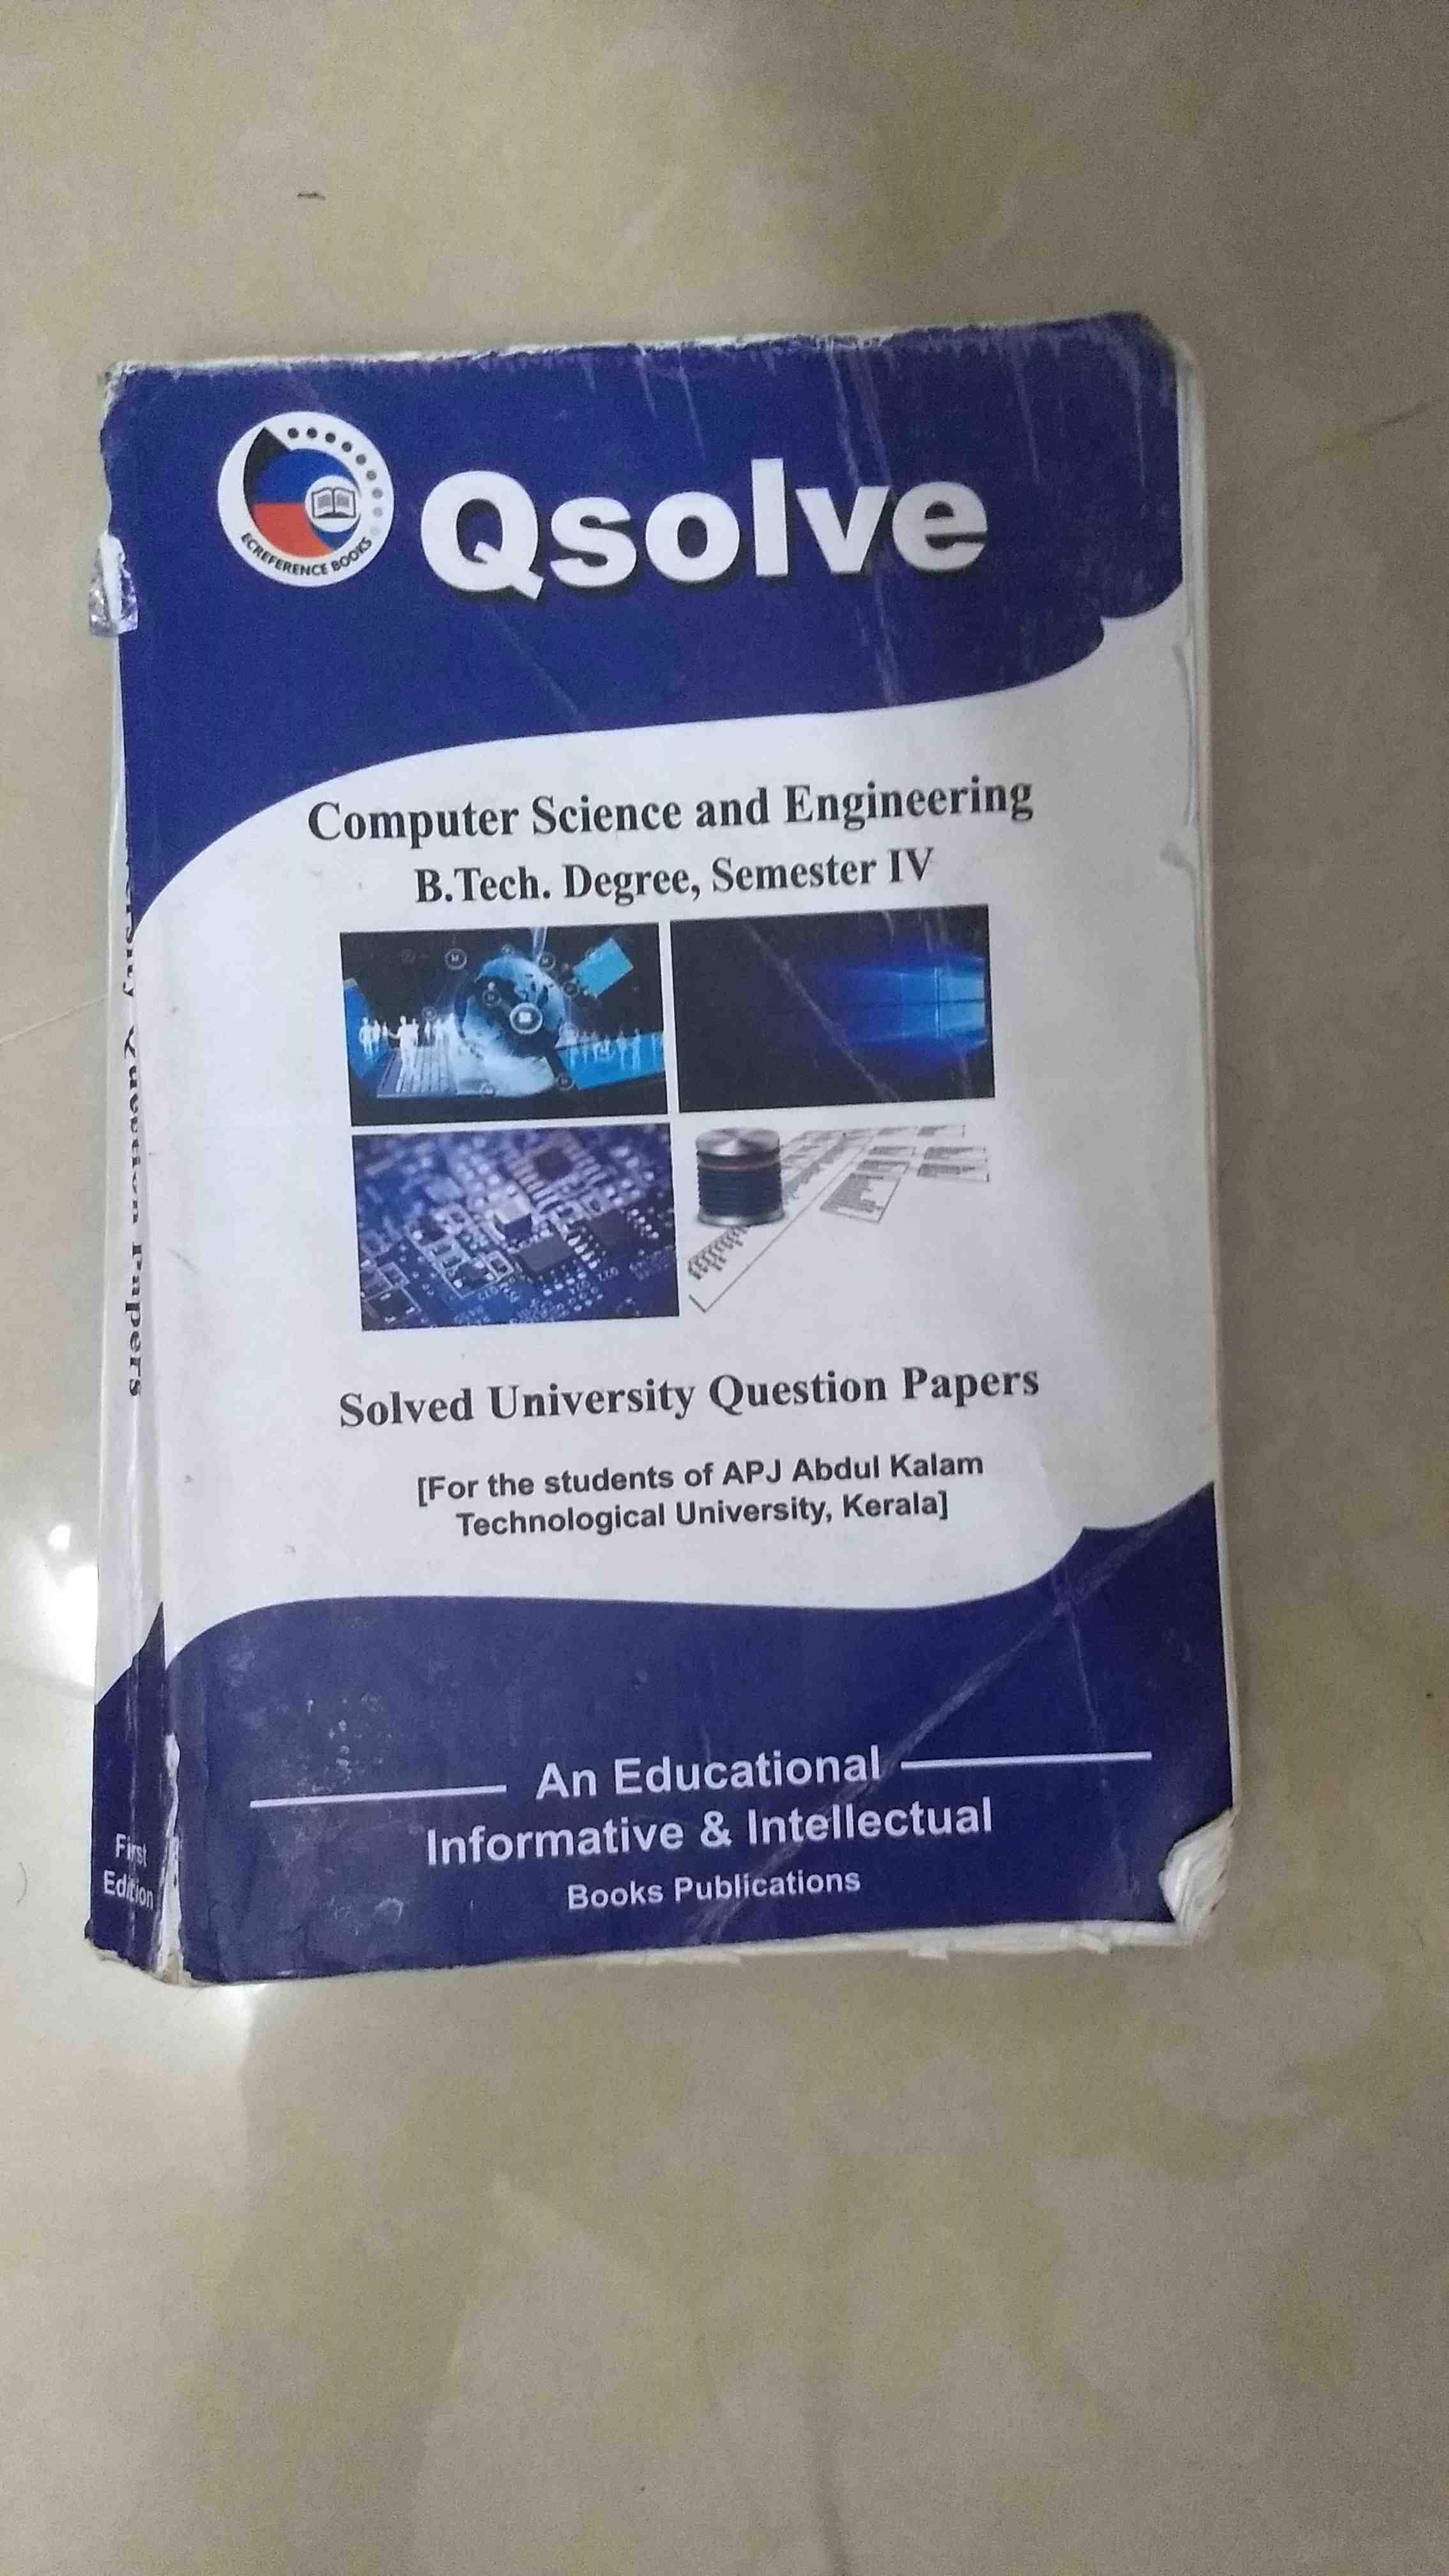 ECREFERENCE BOOKS
Qsolve
Computer Science and Engineering
B.Tech. Degree, Semester IV
Solved University Question Papers
[For the students of APJ Abdul Kalam
Technological University, Kerala]
An Educational
Informative & Intellectual
Books Publications
Question Papers
First
Edition